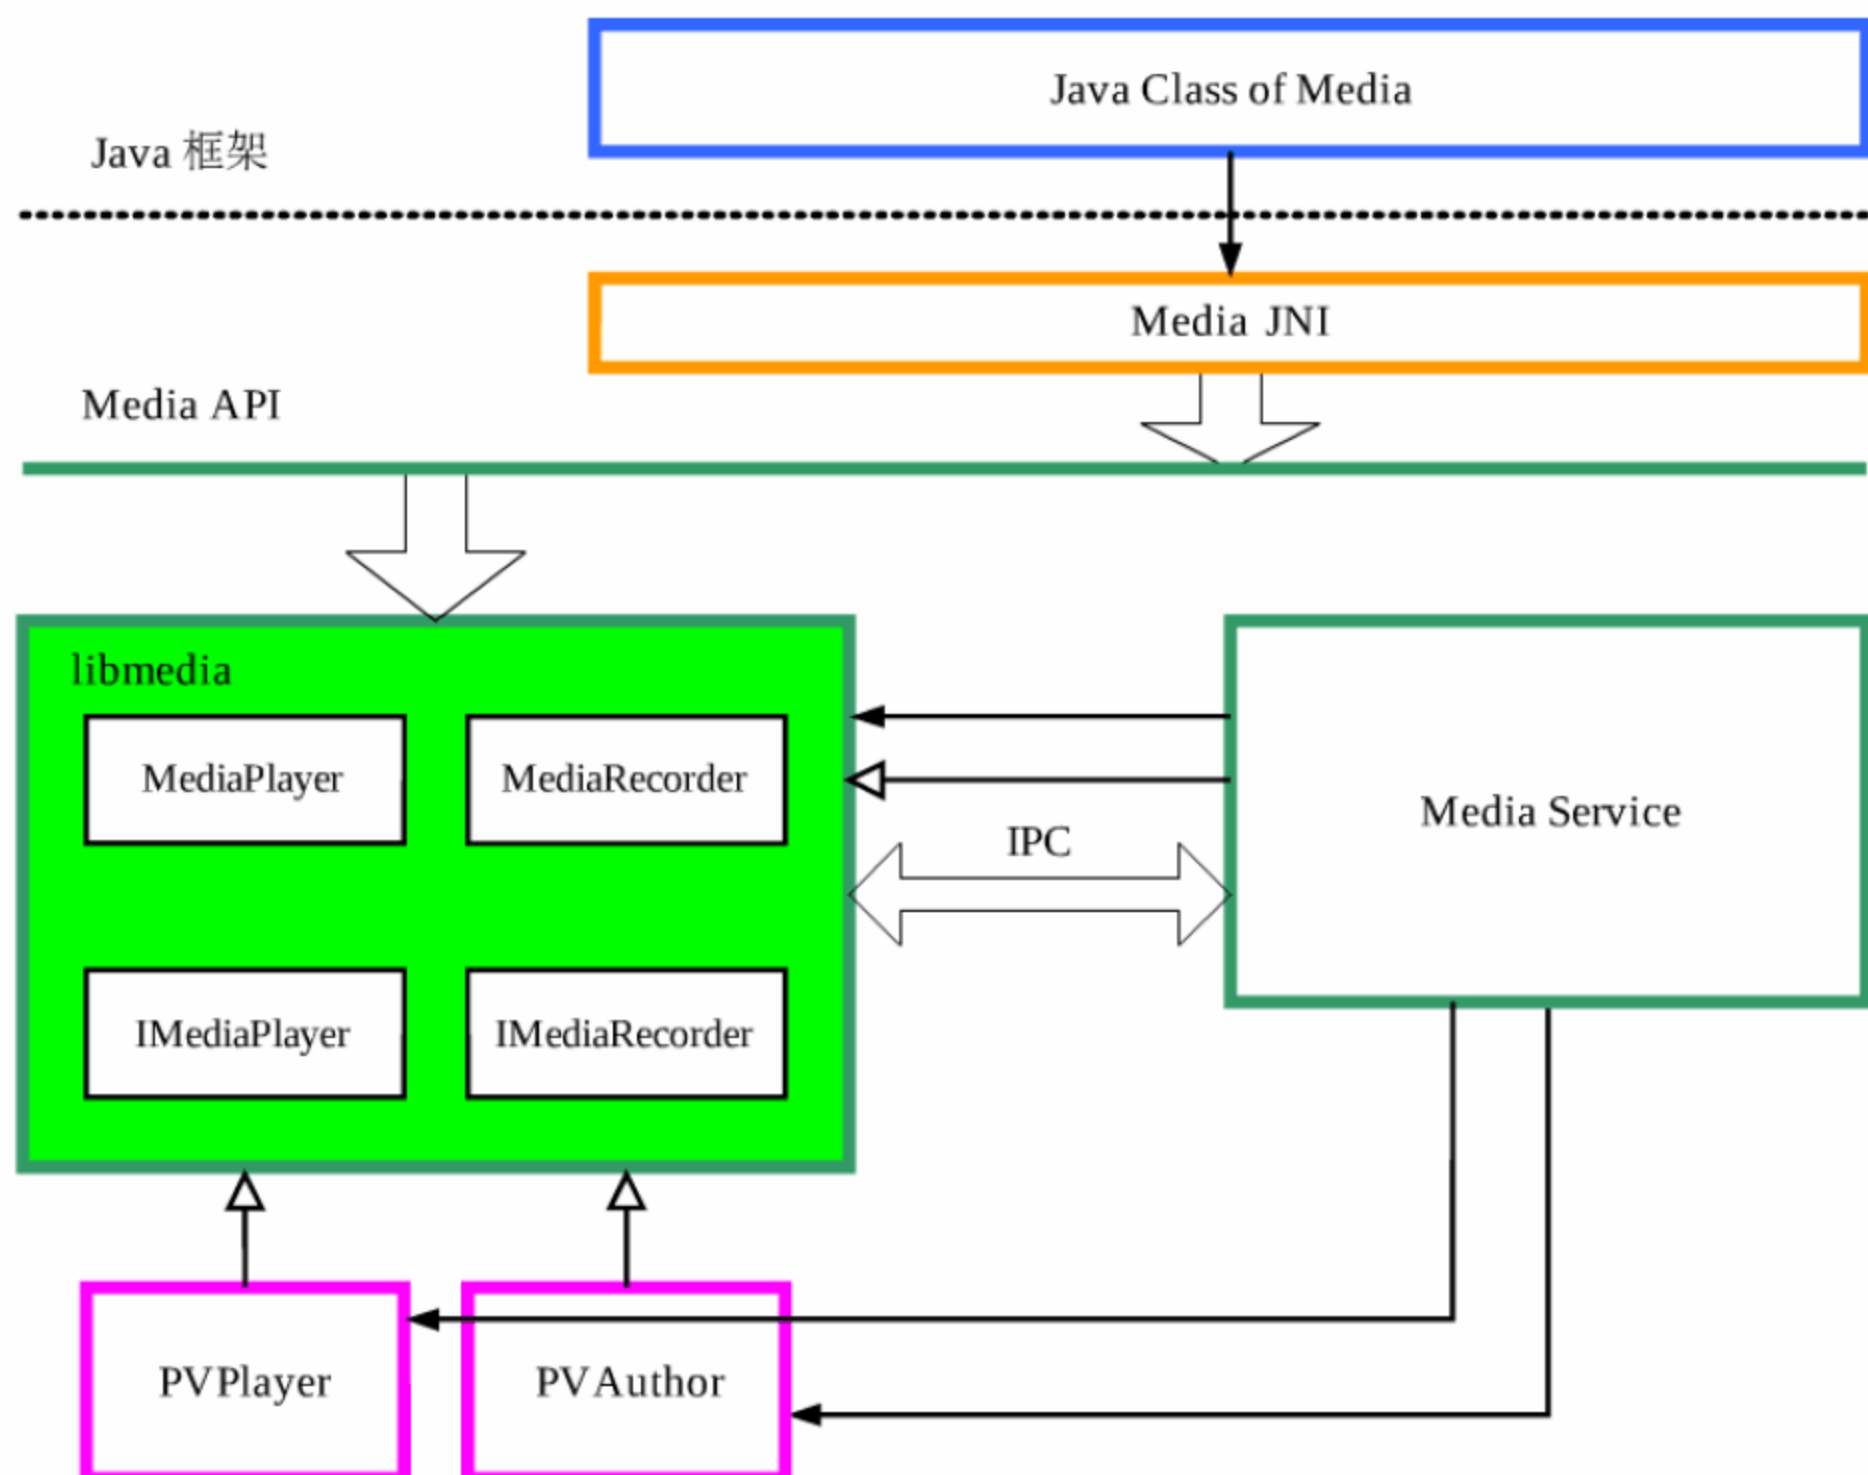 Java Class of Media
Java 框架
Media JNI
Media API
libmedia
MediaPlayer
MediaRecorder
IPC
Media Service
IMediaPlayer
IMediaRecorder
PVPlayer
PVAuthor